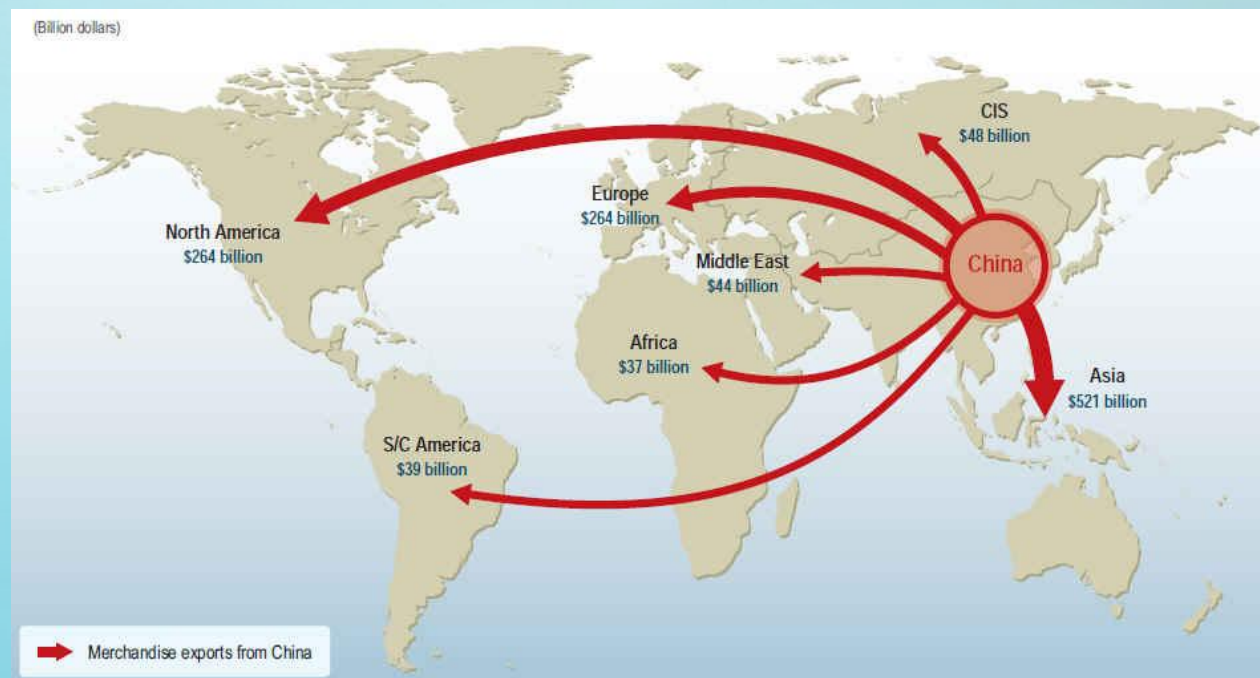 (Billion dollars)
CIS
$48 billion
Europe
$264 billion
North America
$264 billion
Middle East
$44 billion
China
Africa
$37 billion
Asia
$521 billion
S/C America
$39 billion
Merchandise exports from China